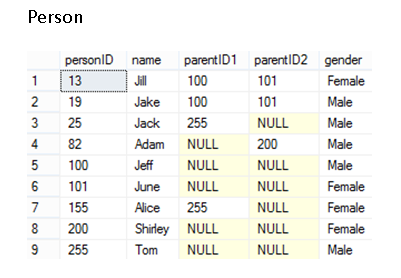 Person
personID name parentID1 parentID2 gender
1 13 Jill 100 101 Female
2 19 Jake 100 101 Male
3 25 Jack 255 NULL Male
4 82 Adam NULL 200 Male
5 100 Jeff NULL NULL Male
6 101 June NULL NULL Female
7 155 Alice 255 NULL Female
8 200 Shirley NULL NULL Female
9 255 Tom NULL NULL Male